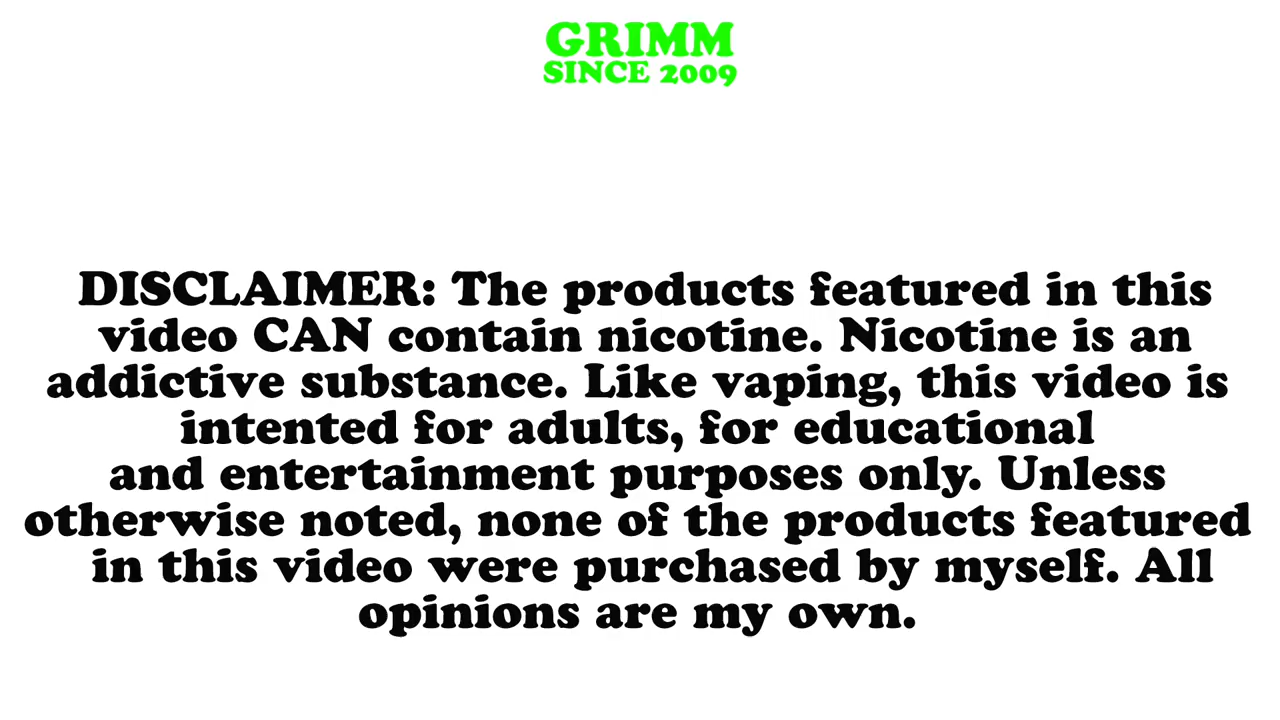 GRIMM
SINCE 2009
DISCLAIMER: The products featured in this
video CAN contain nicotine. Nicotine is an
addictive substance. Like vaping, this video is
intented for adults, for educational
and entertainment purposes only. Unless
otherwise noted, none of the products featured
in this video were purchased by myself. All
opinions are my own.